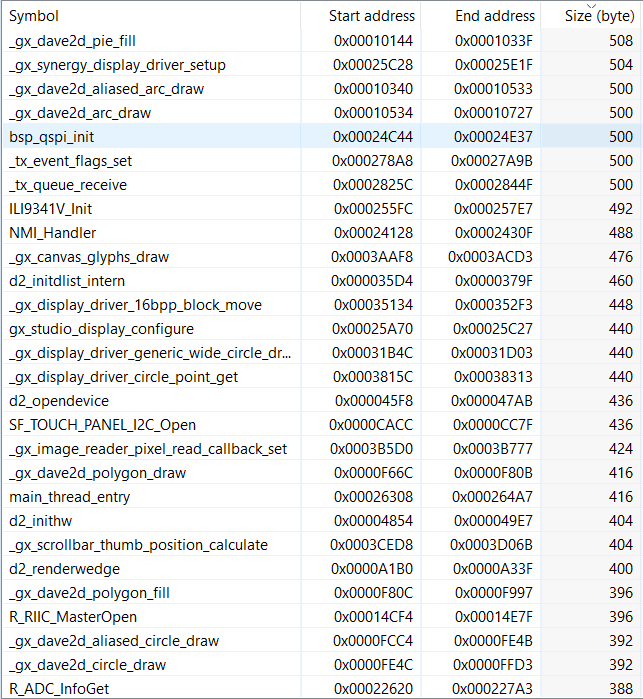 Symbol Start address End address Size (byte)
_gx_dave2d_pie_fill 0x00010144 0x0001033F 508
_gx_synergy_display_driver_setup 0x00025C28 0x00025E1F 504
_gx_dave2d_aliased_arc_draw 0x00010340 0x00010533 500
_gx_dave2d_arc_draw 0x00010534 0x00010727 500
bsp_qspi_init 0x00024C44 0x00024E37 500
_tx_event_flags_set 0x000278A8 0x00027A9B 500
_tx_queue_receive 0x0002825C 0x0002844F 500
ILI9341V_Init 0x000255FC 0x000257E7 492
NMI_Handler 0x00024128 0x0002430F 488
_gx_canvas_glyphs_draw 0x0003AAF8 0x0003ACD3 476
d2_initdlist_intern 0x000035D4 0x0000379F 460
_gx_display_driver_16bpp_block_move 0x00035134 0x000352F3 448
gx_studio_display_configure 0x00025A70 0x00025C27 440
_gx_display_driver_generic_wide_circle_dr... 0x00031B4C 0x00031D03 440
_gx_display_driver_circle_point_get 0x0003815C 0x00038313 440
d2_opendevice 0x000045F8 0x000047AB 436
SF_TOUCH_PANEL_I2C_Open 0x0000CACC 0x0000CC7F 436
_gx_image_reader_pixel_read_callback_set 0x0003B5D0 0x0003B777 424
_gx_dave2d_polygon_draw 0x0000F66C 0x0000F80B 416
main_thread_entry 0x00026308 0x000264A7 416
d2_inithw 0x00004854 0x000049E7 404
_gx_scrollbar_thumb_position_calculate 0x0003CED8 0x0003D06B 404
d2_renderwedge 0x0000A1B0 0x0000A33F 400
_gx_dave2d_polygon_fill 0x0000F80C 0x0000F997 396
R_RIIC_MasterOpen 0x00014CF4 0x00014E7F 396
_gx_dave2d_aliased_circle_draw 0x0000FCC4 0x0000FE4B 392
_gx_dave2d_circle_draw 0x0000FE4C 0x0000FFD3 392
R_ADC_InfoGet 0x00022620 0x000227A3 388